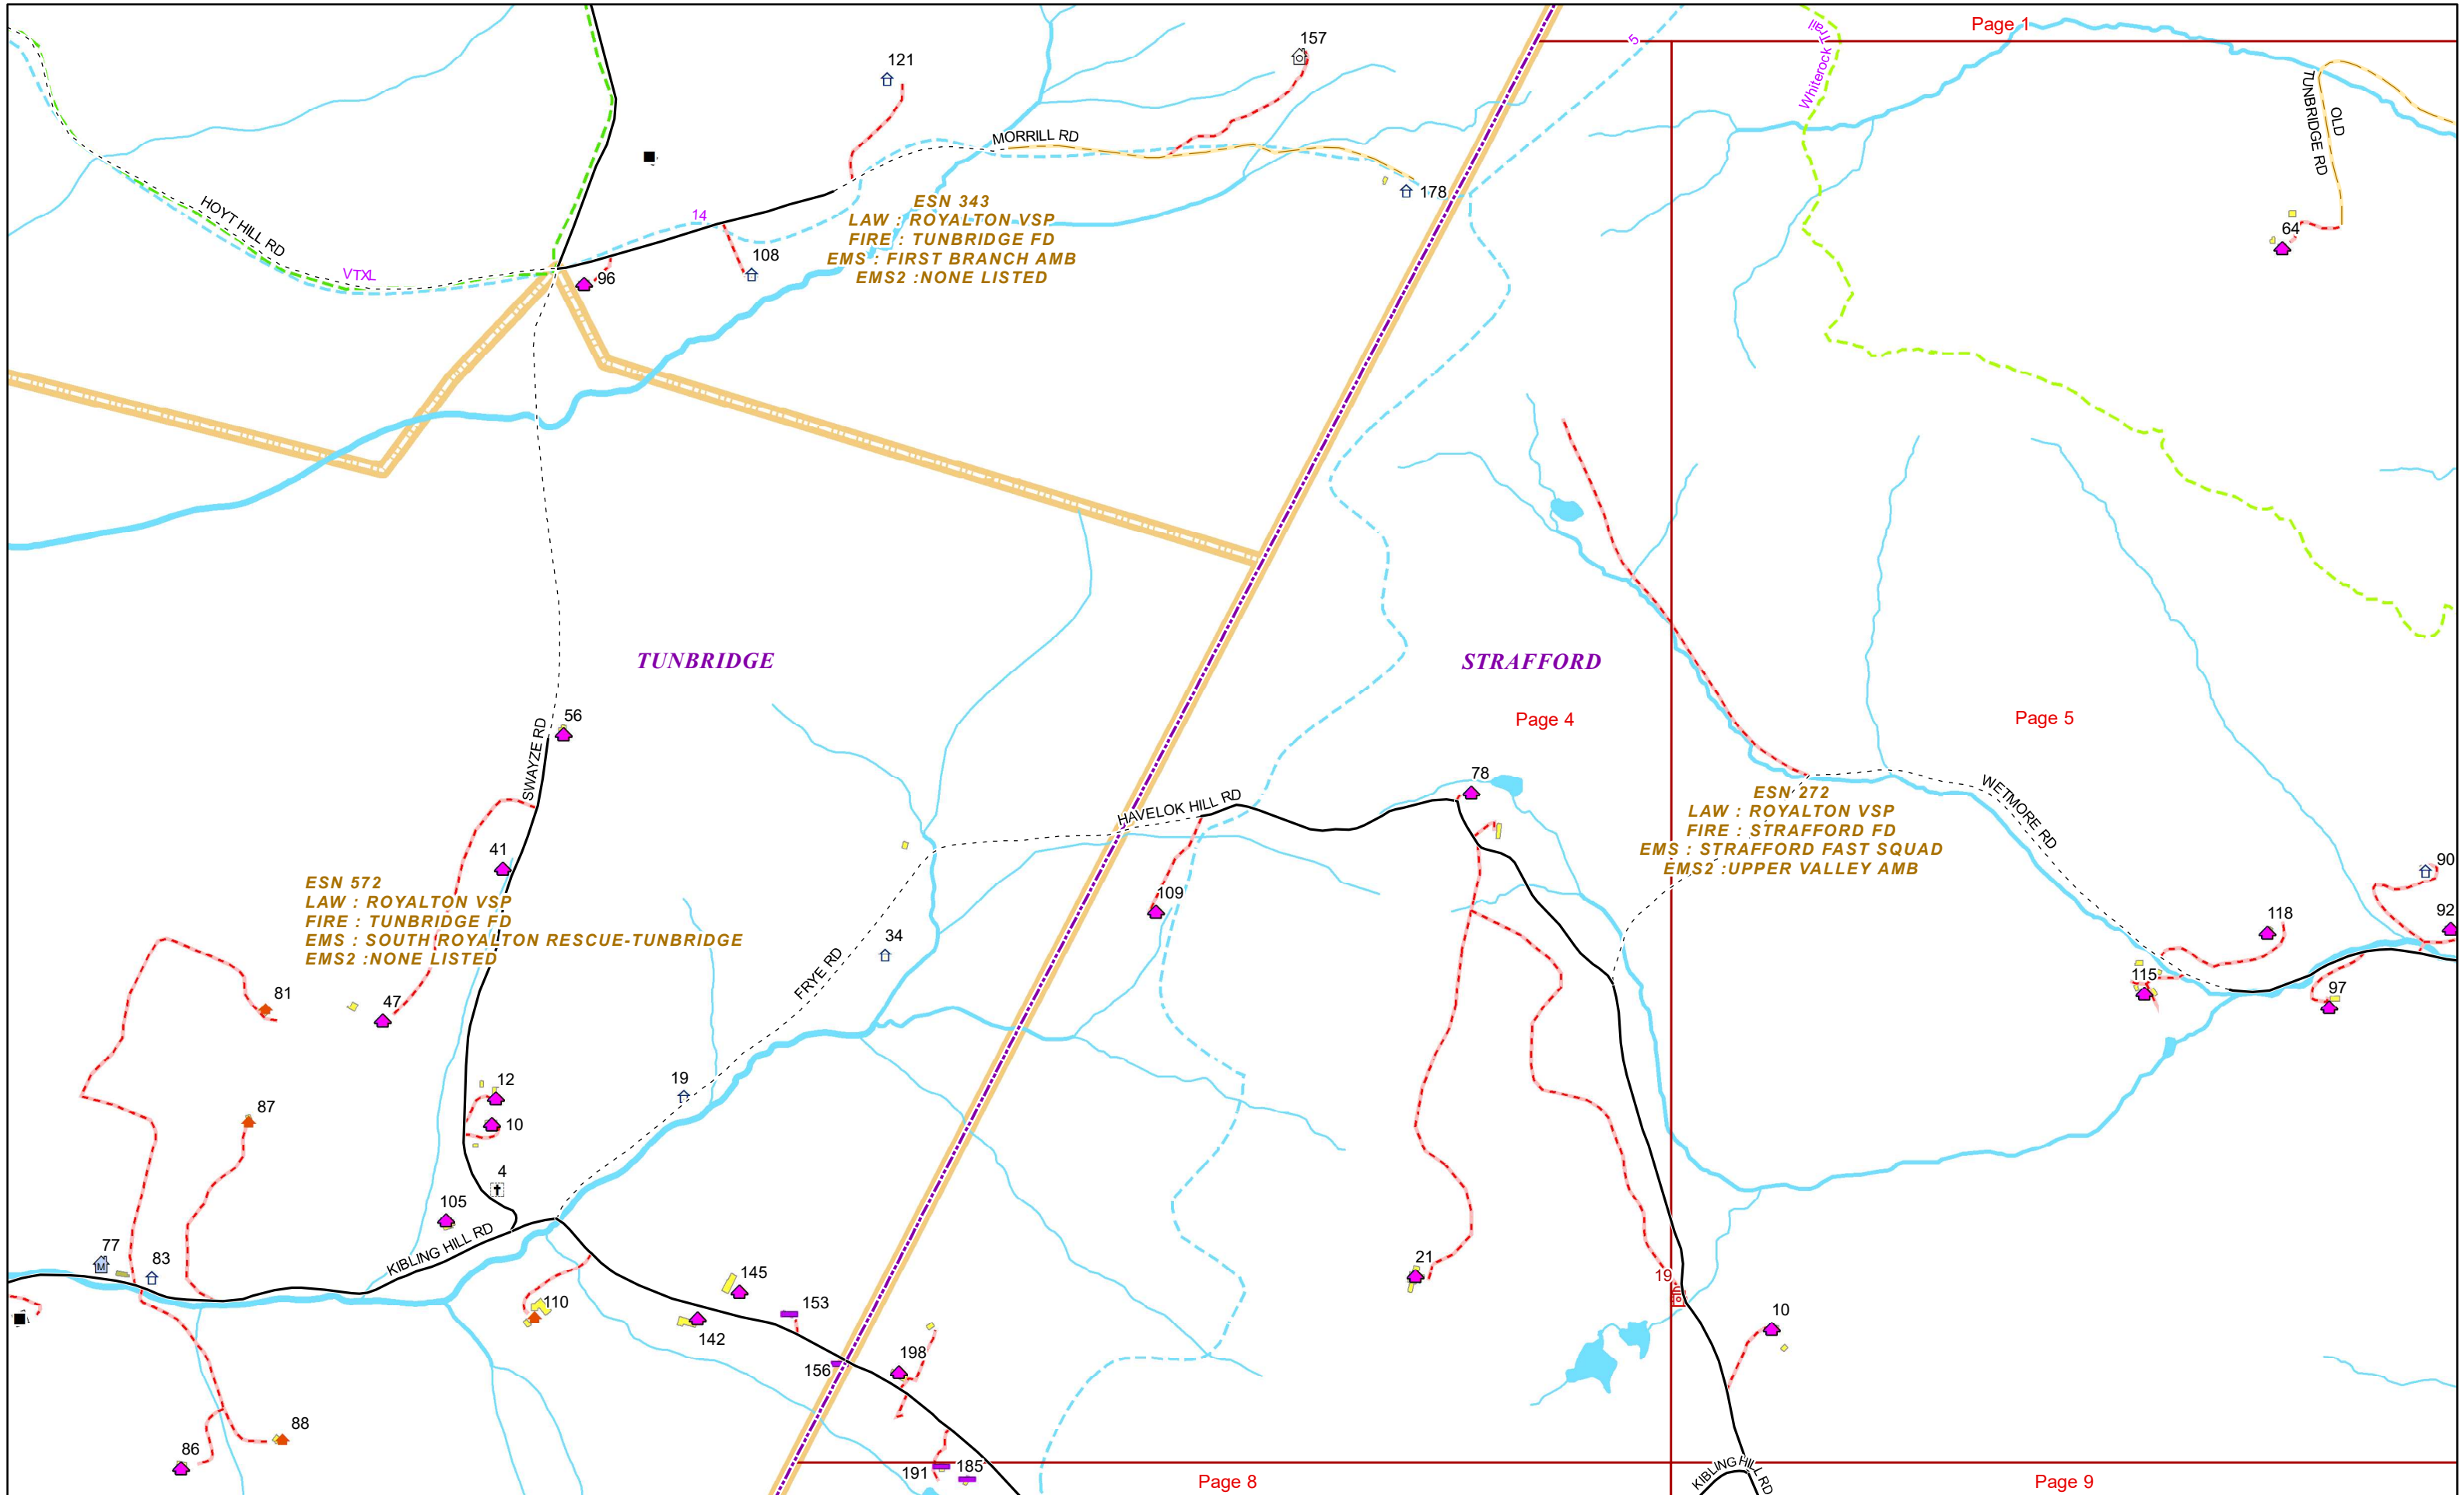 Page 1
5
Whiterock Trail
157
121
MORRILL RD
OLD
TUNBRIDGE RD
178
HOYT HILL RD
14
ESN 343
LAW : ROYALTON VSP
FIRE : TUNBRIDGE FD
EMS : FIRST BRANCH AMB
EMS2 :NONE LISTED
64
VTXL
108
96
TUNBRIDGE
STRAFFORD
Page 4
Page 5
56
SWAYZE RD
78
HAVELOK HILL RD
WETMORE RD
ESN 272
LAW : ROYALTON VSP
FIRE : STRAFFORD FD
EMS : STRAFFORD FAST SQUAD
EMS2 :UPPER VALLEY AMB
41
90
ESN 572
LAW : ROYALTON VSP
FIRE : TUNBRIDGE FD
EMS : SOUTH ROYALTON RESCUE-TUNBRIDGE
EMS2 :NONE LISTED
109
92
118
34
FRYE RD
115
97
81
47
12
19
87
10
4
105
KIBLING HILL RD
77
M
83
21
19
145
110
153
10
142
198
156
88
86
191
185
KIBLING HILL RD
Page 8
Page 9